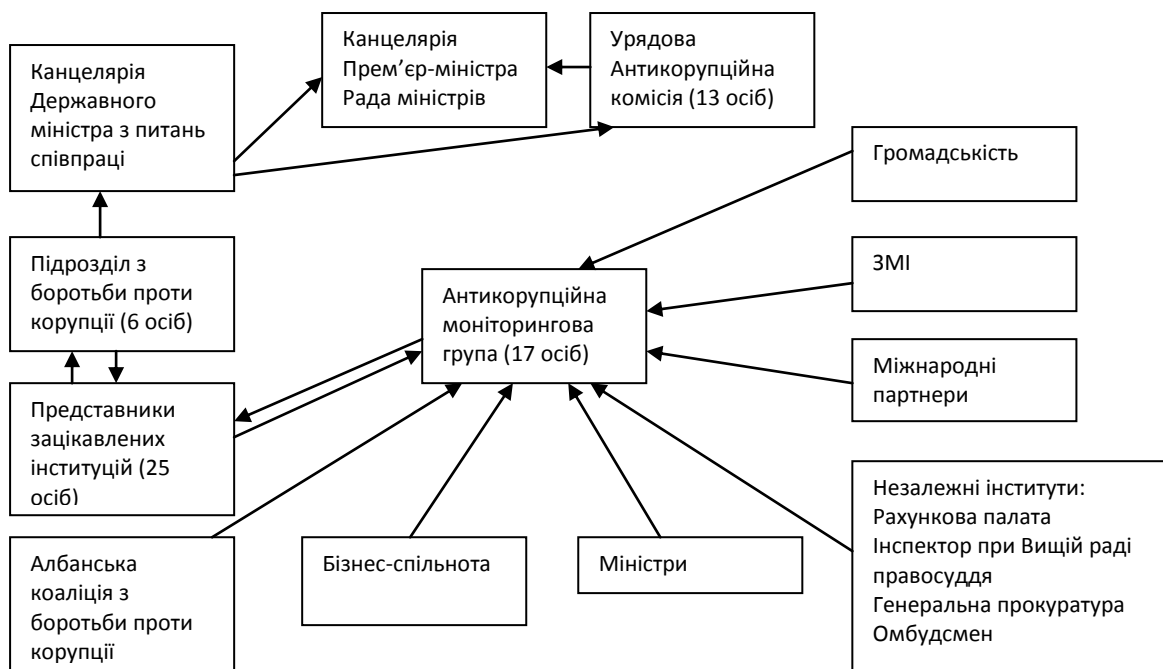 Канцелярія
Державного
міністра з питань
співпраці
Канцелярія
Прем’єр-міністра
Рада міністрів
Урядова
Антикорупційна
комісія (13 осіб)
Громадськість
Підрозділ з
боротьби проти
корупції (6 осіб)
Антикорупційна
моніторингова
група (17 осіб)
ЗМІ
Міжнародні
партнери
Представники
зацікавлених
інституцій (25
осіб)
Албанська
коаліція з
боротьби проти
корупції
Бізнес-спільнота
Міністри
Незалежні інститути:
Рахункова палата
Інспектор при Вищій раді
правосуддя
Генеральна прокуратура
Омбудсмен